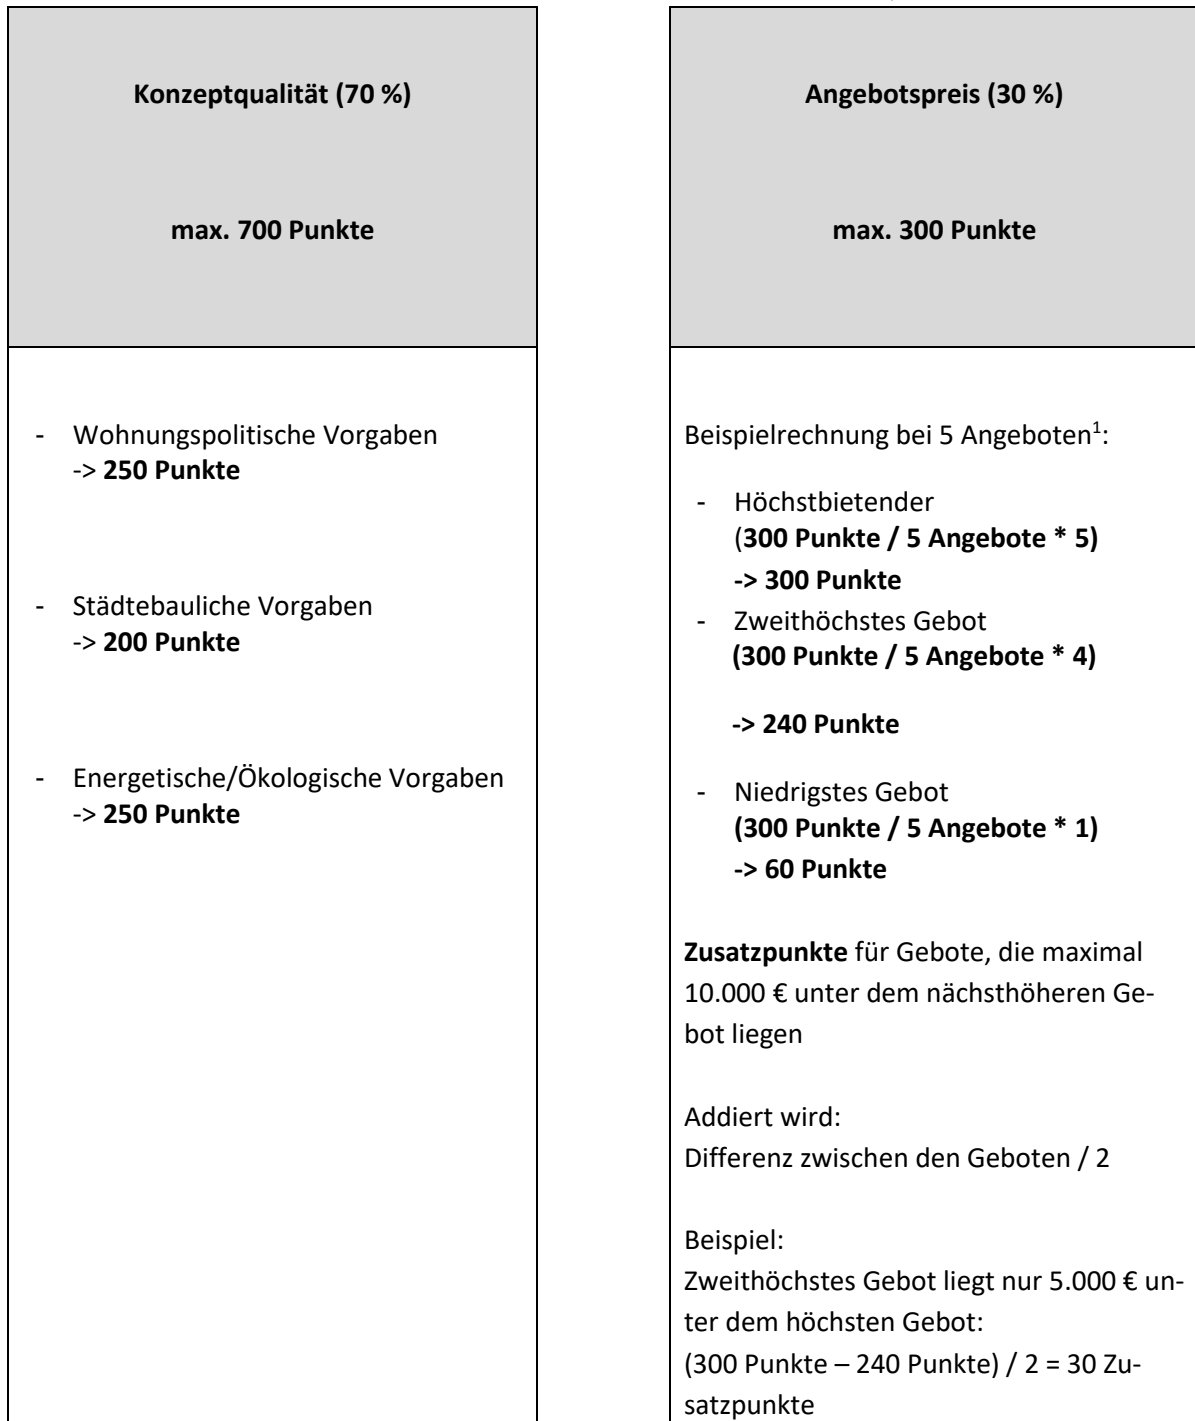 Konzeptqualität (70 %)
max. 700 Punkte
- Wohnungspolitische Vorgaben
-> 250 Punkte
- Städtebauliche Vorgaben
-> 200 Punkte
- Energetische/Ökologische Vorgaben
-> 250 Punkte
Angebotspreis (30 %)
max. 300 Punkte
Beispielrechnung bei 5 Angeboten¹:
- Höchstbietender
(300 Punkte / 5 Angebote * 5)
-> 300 Punkte
- Zweithöchstes Gebot
(300 Punkte / 5 Angebote * 4)
-> 240 Punkte
- Niedrigstes Gebot
(300 Punkte / 5 Angebote * 1)
-> 60 Punkte
Zusatzpunkte für Gebote, die maximal
10.000 € unter dem nächsthöheren Ge-
bot liegen
Addiert wird:
Differenz zwischen den Geboten / 2
Beispiel:
Zweithöchstes Gebot liegt nur 5.000 € un-
ter dem höchsten Gebot:
(300 Punkte – 240 Punkte) / 2 = 30 Zu-
satzpunkte